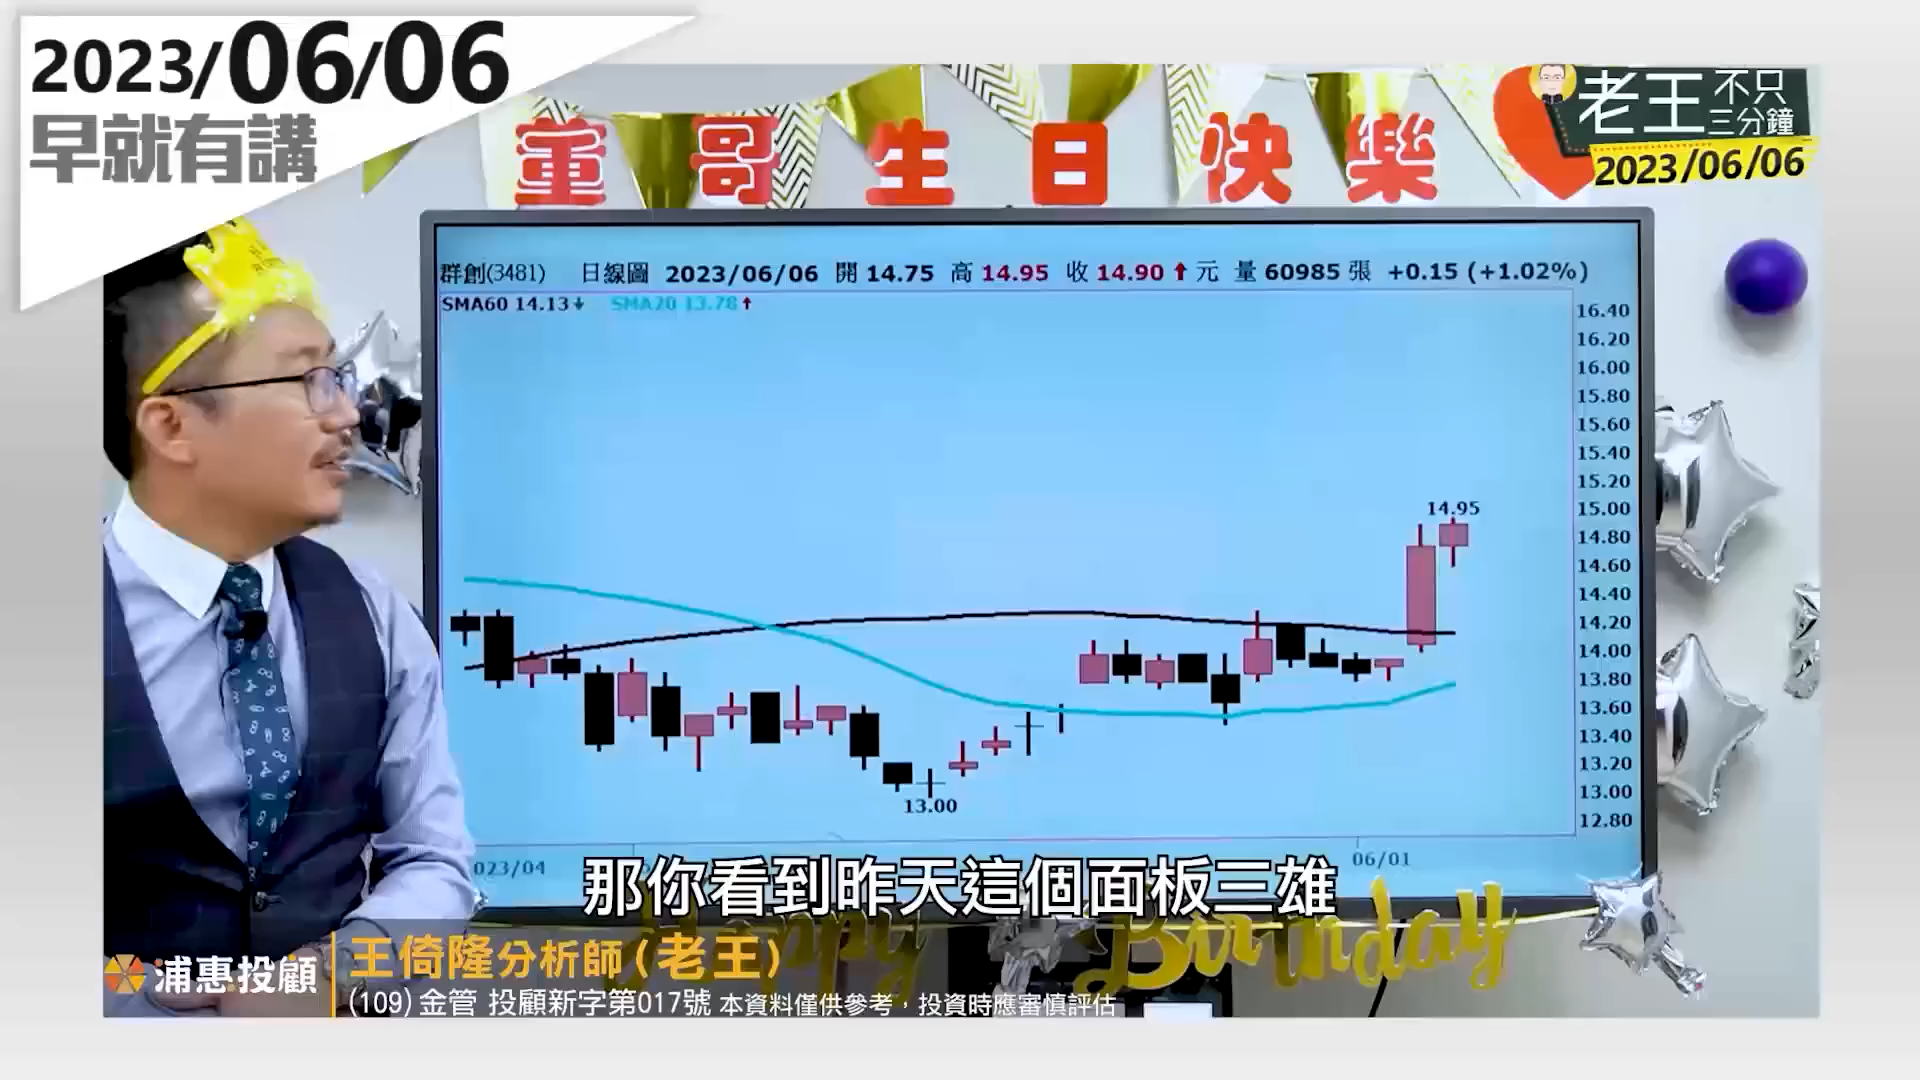 2023/06/06
早就有講
董哥生日快樂
老王不只三分鐘
2023/06/06
群創(3481) 日線圖 2023/06/06 開 14.75 高 14.95 收 14.90 元 量 60985 張 +0.15 (+1.02%)
SMA60 14.13 SMA20 13.78
16.40
16.20
16.00
15.80
15.60
15.40
15.20
15.00
14.80
14.60
14.40
14.20
14.00
13.80
13.60
13.40
13.20
13.00
12.80
14.95
13.00
023/04
06/01
那你看到昨天這個面板三雄
Happy Birthday
浦惠投顧
王倚隆分析師(老王)
(109)金管 投顧新字第017號 本資料僅供參考，投資時應審慎評估